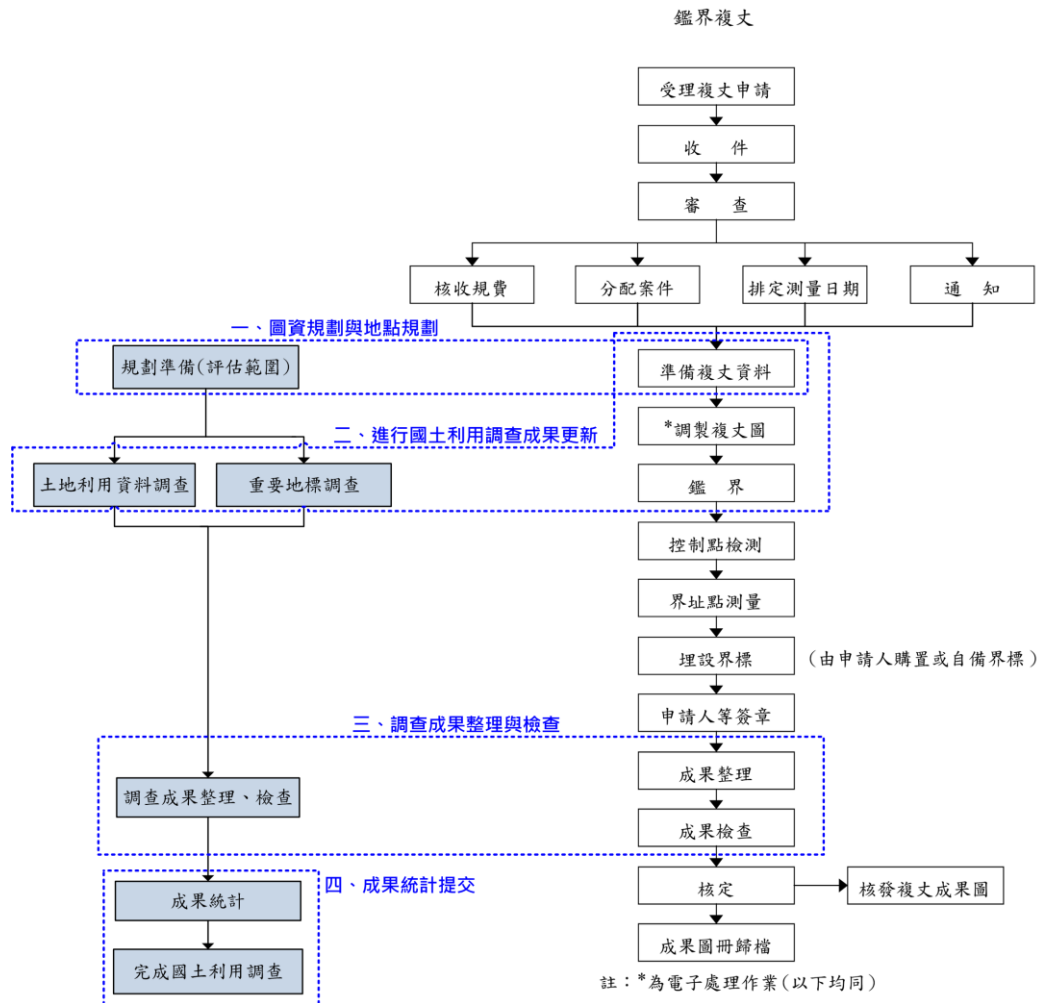 鑑界複丈
受理複丈申請
收 件
審 查
核收規費
分配案件
排定測量日期
通 知
一、圖資規劃與地點規劃
規劃準備(評估範圍)
準備複丈資料
*調製複丈圖
二、進行國土利用調查成果更新
土地利用資料調查
重要地標調查
鑑 界
控制點檢測
界址點測量
埋設界標
(由申請人購置或自備界標)
申請人等簽章
三、調查成果整理與檢查
成果整理
調查成果整理、檢查
成果檢查
四、成果統計提交
核定
核發複丈成果圖
成果統計
成果圖冊歸檔
完成國土利用調查
註：*為電子處理作業(以下均同)